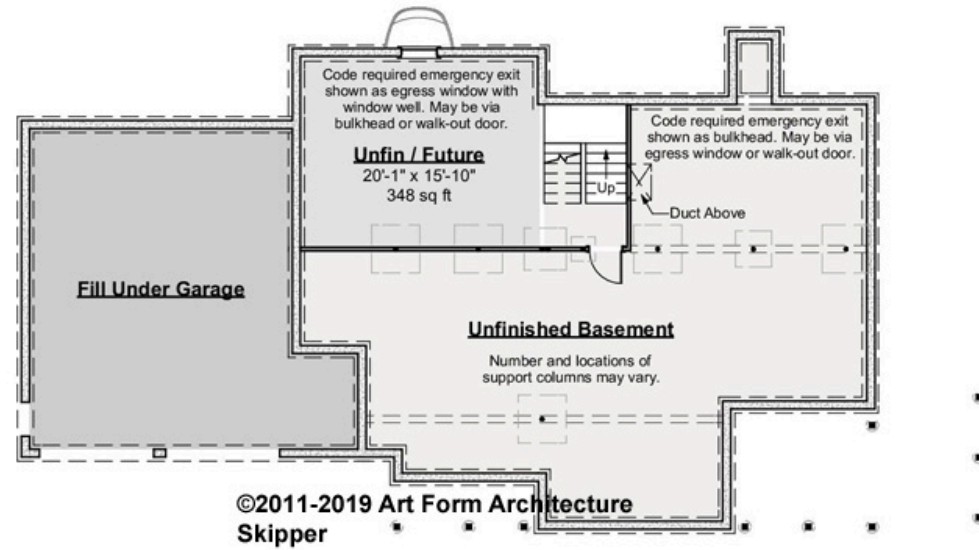 Code required emergency exit
shown as egress window with
window well. May be via
bulkhead or walk-out door.
Unfin / Future
20'-1" x 15'-10"
348 sq ft
Code required emergency exit
shown as bulkhead. May be via
egress window or walk-out door.
Up
Duct Above
Fill Under Garage
Unfinished Basement
Number and locations of
support columns may vary.
©2011-2019 Art Form Architecture
Skipper